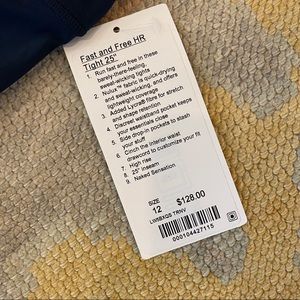 Fast and Free HR
Tight 25"
1. Run fast and free in these
barely-there-feeling,
sweat-wicking tights
2. Nulux™ fabric is quick-drying
and sweat-wicking, and offers
lightweight coverage
3. Added Lycra® fibre for stretch
and shape retention
4. Discreet waistband pocket keeps
your essentials close
5. Side drop-in pockets to stash
your stuff
6. Cinch the interior waist
drawcord to customize your fit
7. High rise
8. 25" Inseam
9. Naked Sensation
SIZE
12 $128.00
LW5BXQS TRNV
000104427115